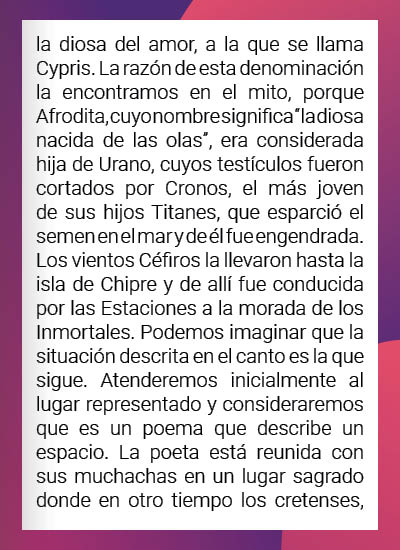 la diosa del amor, a la que se llama
Cypris. La razón de esta denominación
la encontramos en el mito, porque
Afrodita, cuyo nombre significa “la diosa
nacida de las olas”, era considerada
hija de Urano, cuyos testículos fueron
cortados por Cronos, el más joven
de sus hijos Titanes, que esparció el
semen en el mar y de él fue engendrada.
Los vientos Céfiros la llevaron hasta la
isla de Chipre y de allí fue conducida
por las Estaciones a la morada de los
Inmortales. Podemos imaginar que la
situación descrita en el canto es la que
sigue. Atenderemos inicialmente al
lugar representado y consideraremos
que es un poema que describe un
espacio. La poeta está reunida con
sus muchachas en un lugar sagrado
donde en otro tiempo los cretenses,